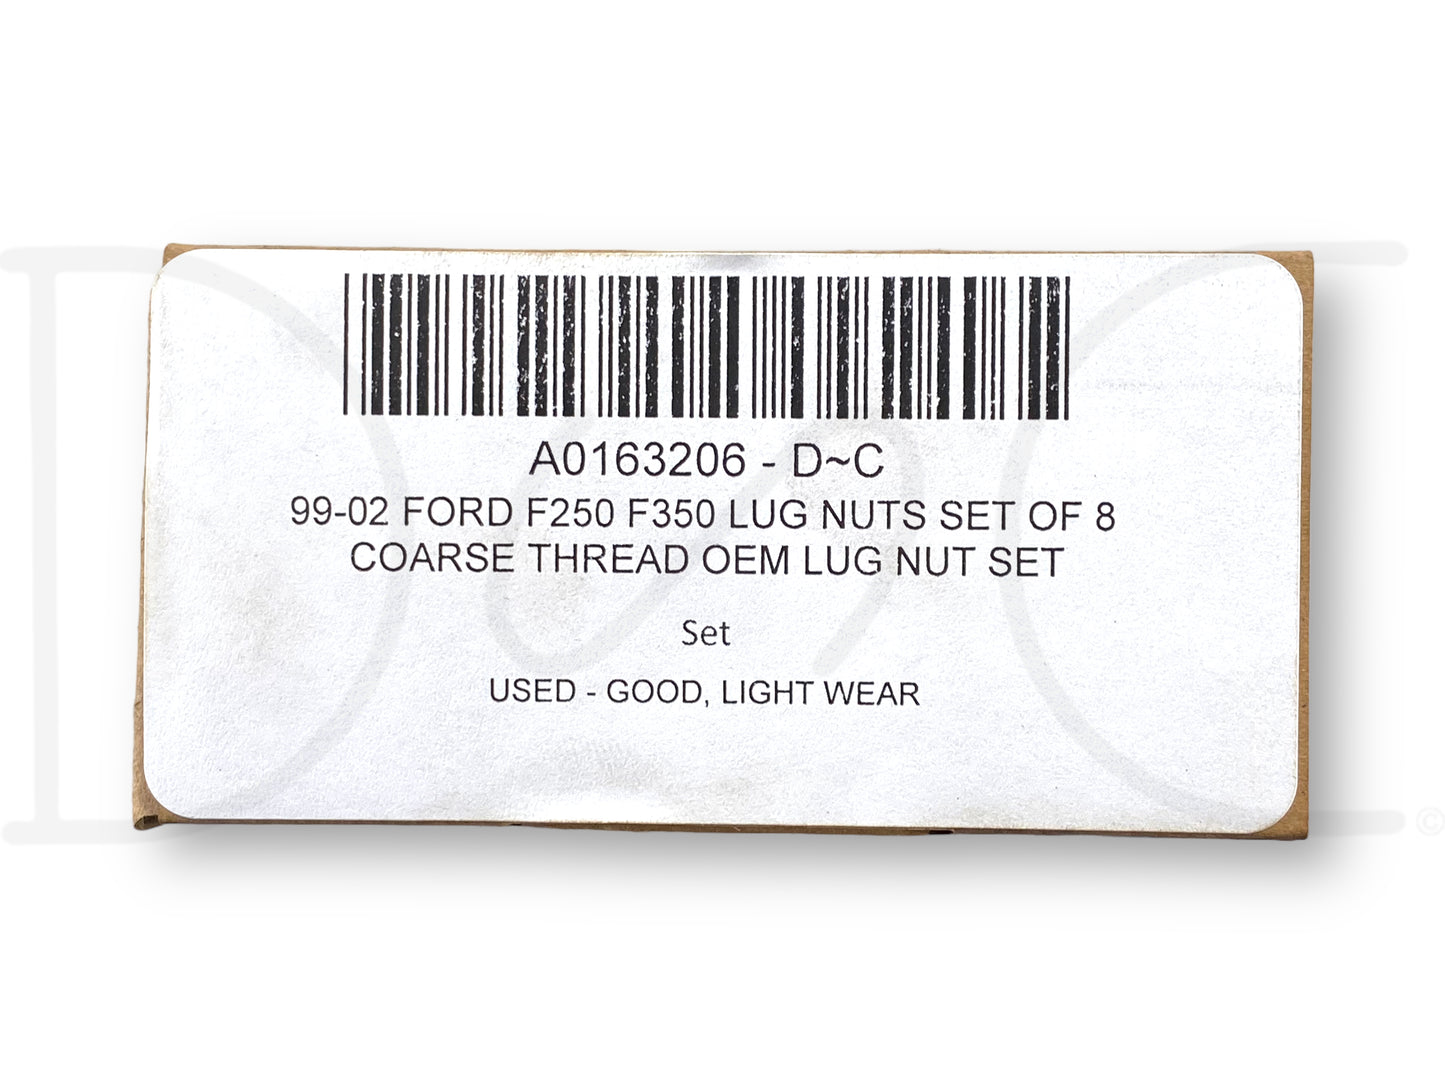 A0163206 - D~C
99-02 FORD F250 F350 LUG NUTS SET OF 8
COARSE THREAD OEM LUG NUT SET
Set
USED - GOOD, LIGHT WEAR
D~C
©